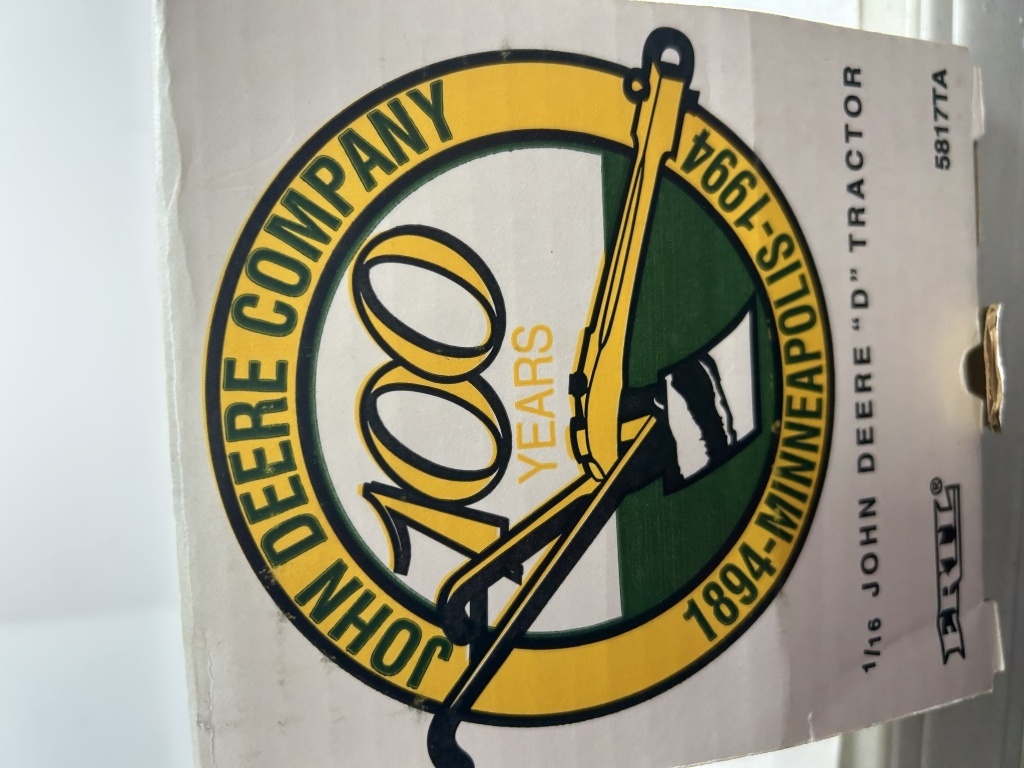 JOHN DEERE COMPANY
100
YEARS
1894-MINNEAPOLIS-1994
1/16 JOHN DEERE "D" TRACTOR
ERTL® 5817TA